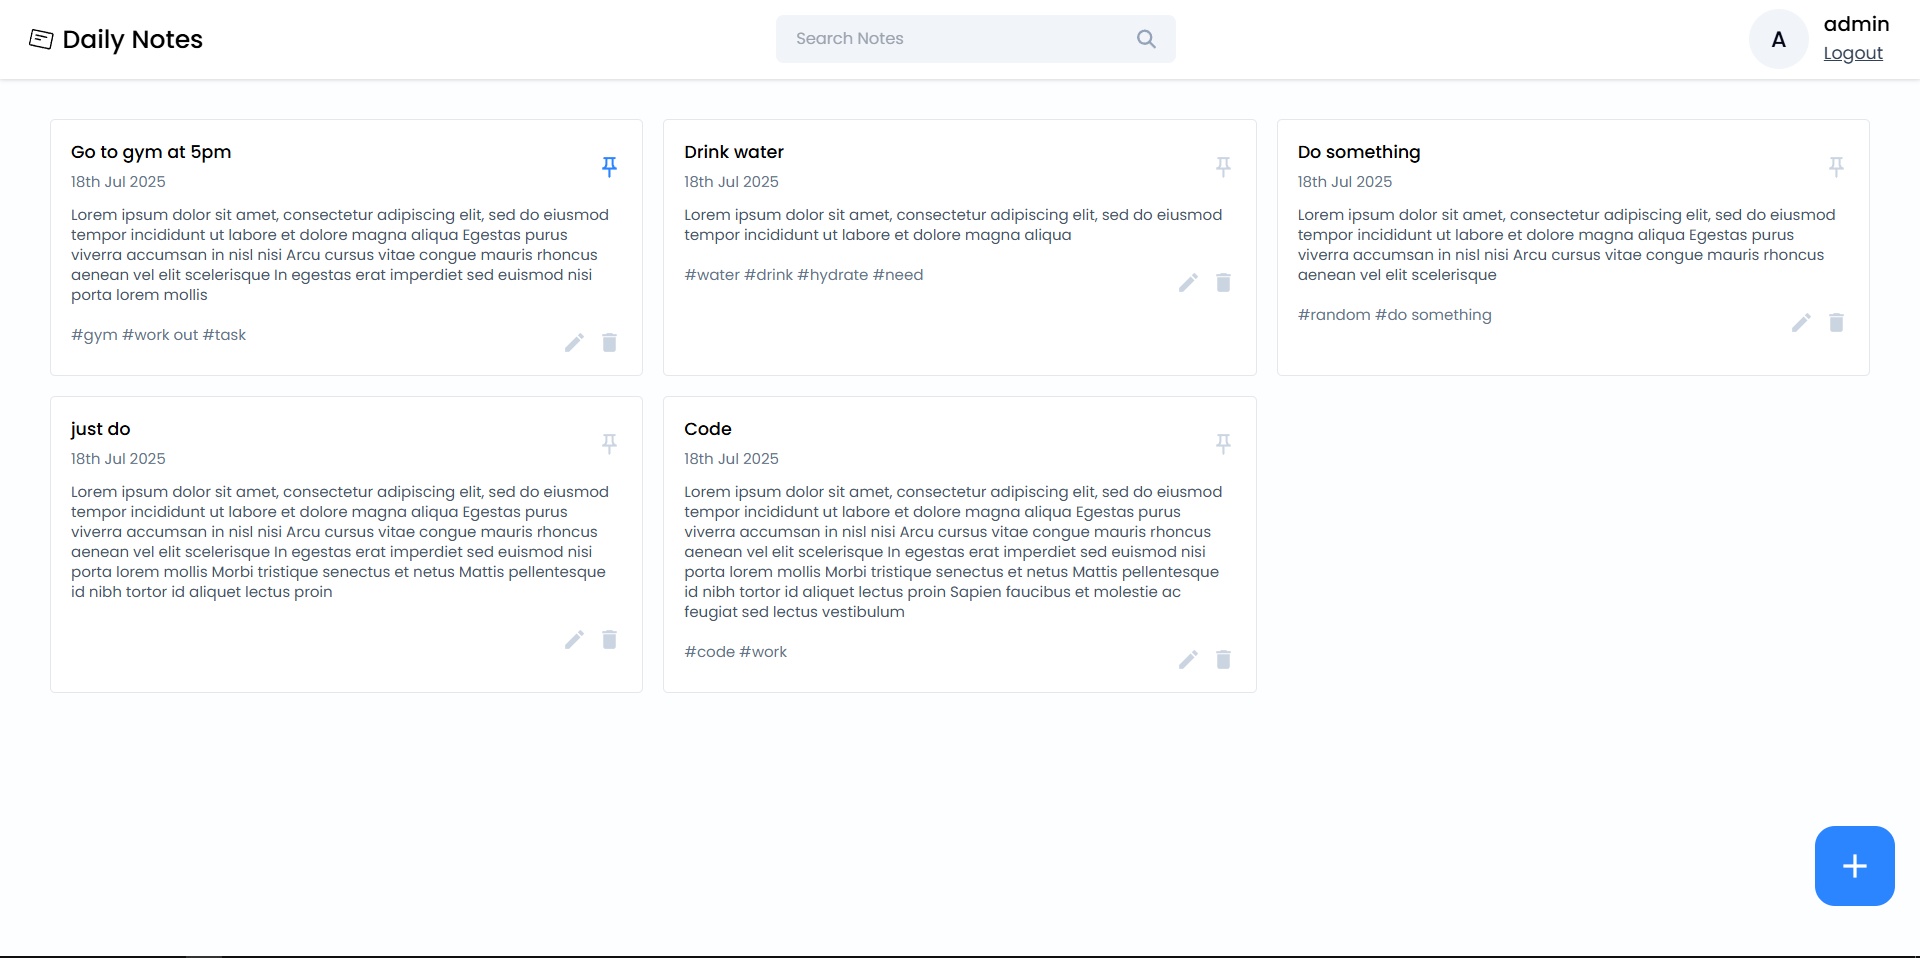 Daily Notes
Search Notes
A
admin
Logout
Go to gym at 5pm
18th Jul 2025
Lorem ipsum dolor sit amet, consectetur adipiscing elit, sed do eiusmod
tempor incididunt ut labore et dolore magna aliqua Egestas purus
viverra accumsan in nisl nisi Arcu cursus vitae congue mauris rhoncus
aenean vel elit scelerisque In egestas erat imperdiet sed euismod nisi
porta lorem mollis
#gym #work out #task
Drink water
18th Jul 2025
Lorem ipsum dolor sit amet, consectetur adipiscing elit, sed do eiusmod
tempor incididunt ut labore et dolore magna aliqua
#water #drink #hydrate #need
Do something
18th Jul 2025
Lorem ipsum dolor sit amet, consectetur adipiscing elit, sed do eiusmod
tempor incididunt ut labore et dolore magna aliqua Egestas purus
viverra accumsan in nisl nisi Arcu cursus vitae congue mauris rhoncus
aenean vel elit scelerisque
#random #do something
just do
18th Jul 2025
Lorem ipsum dolor sit amet, consectetur adipiscing elit, sed do eiusmod
tempor incididunt ut labore et dolore magna aliqua Egestas purus
viverra accumsan in nisl nisi Arcu cursus vitae congue mauris rhoncus
aenean vel elit scelerisque In egestas erat imperdiet sed euismod nisi
porta lorem mollis Morbi tristique senectus et netus Mattis pellentesque
id nibh tortor id aliquet lectus proin
Code
18th Jul 2025
Lorem ipsum dolor sit amet, consectetur adipiscing elit, sed do eiusmod
tempor incididunt ut labore et dolore magna aliqua Egestas purus
viverra accumsan in nisl nisi Arcu cursus vitae congue mauris rhoncus
aenean vel elit scelerisque In egestas erat imperdiet sed euismod nisi
porta lorem mollis Morbi tristique senectus et netus Mattis pellentesque
id nibh tortor id aliquet lectus proin Sapien faucibus et molestie ac
feugiat sed lectus vestibulum
#code #work